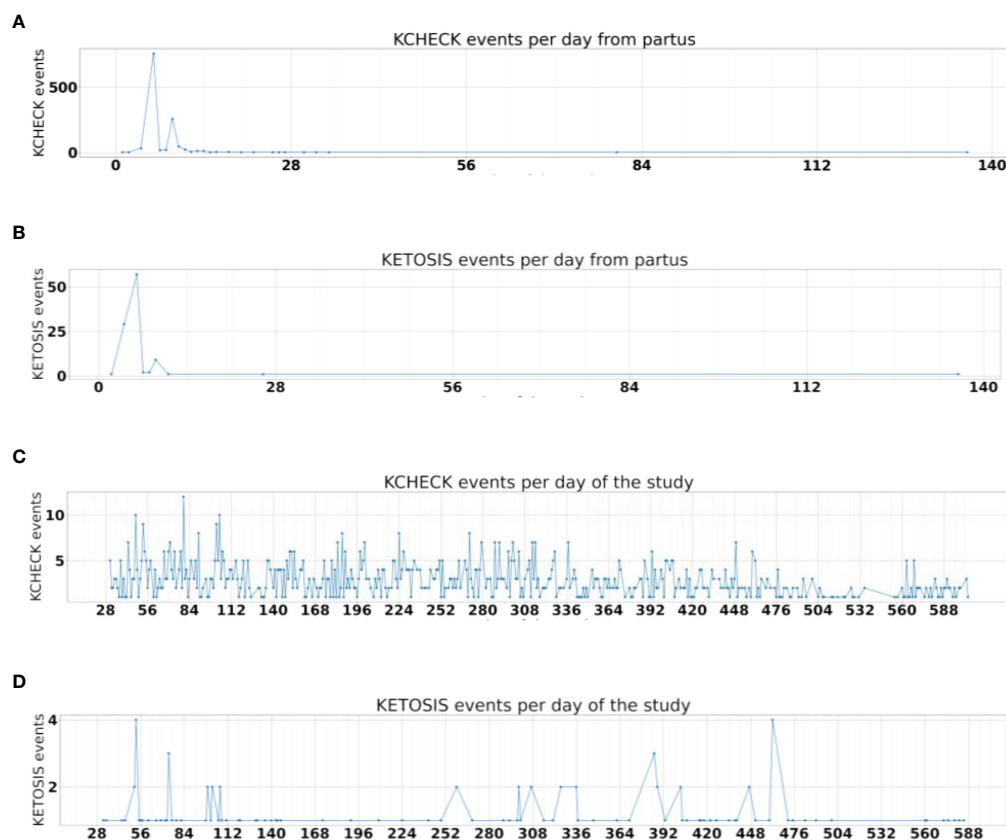 A
KCHECK events per day from partus
KCHECK events
500
0
0 28 56 84 112 140
B
KETOSIS events per day from partus
KETOSIS events
50
25
0
0 28 56 84 112 140
C
KCHECK events per day of the study
KCHECK events
10
5
28 56 84 112 140 168 196 224 252 280 308 336 364 392 420 448 476 504 532 560 588
D
KETOSIS events per day of the study
KETOSIS events
4
2
28 56 84 112 140 168 196 224 252 280 308 336 364 392 420 448 476 504 532 560 588